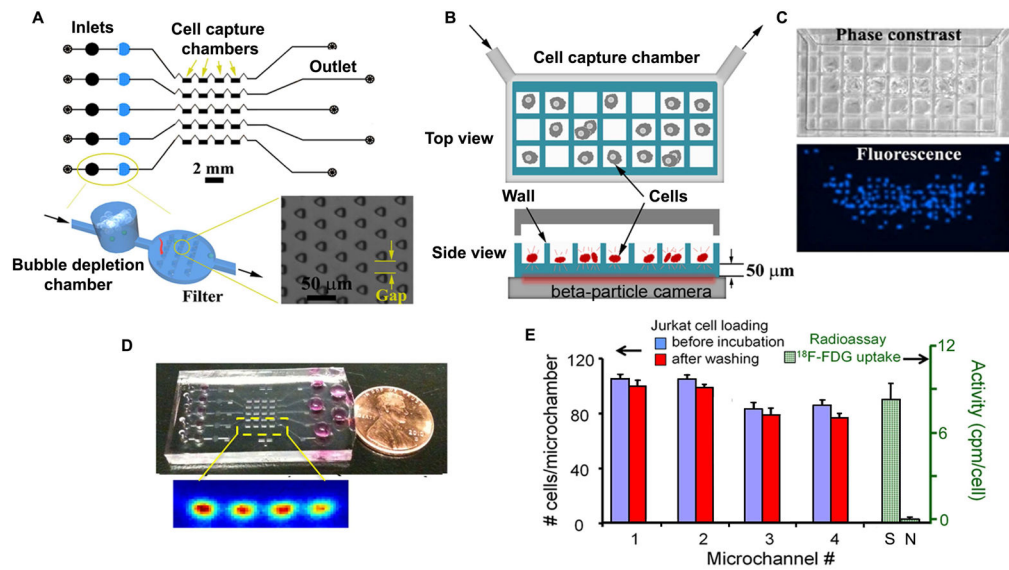 A
Inlets
Cell capture
chambers
Outlet
2 mm
Bubble depletion
chamber
Filter
50 µm
Gap
B
Cell capture chamber
Top view
Wall
Cells
Side view
50 µm
beta-particle camera
C
Phase constrast
Fluorescence
D
E
Jurkat cell loading
before incubation
after washing
Radioassay
18F-FDG uptake
# cells/microchamber
120
80
40
0
1
2
3
4
S
N
Microchannel #
12
8
4
0
Activity (cpm/cell)